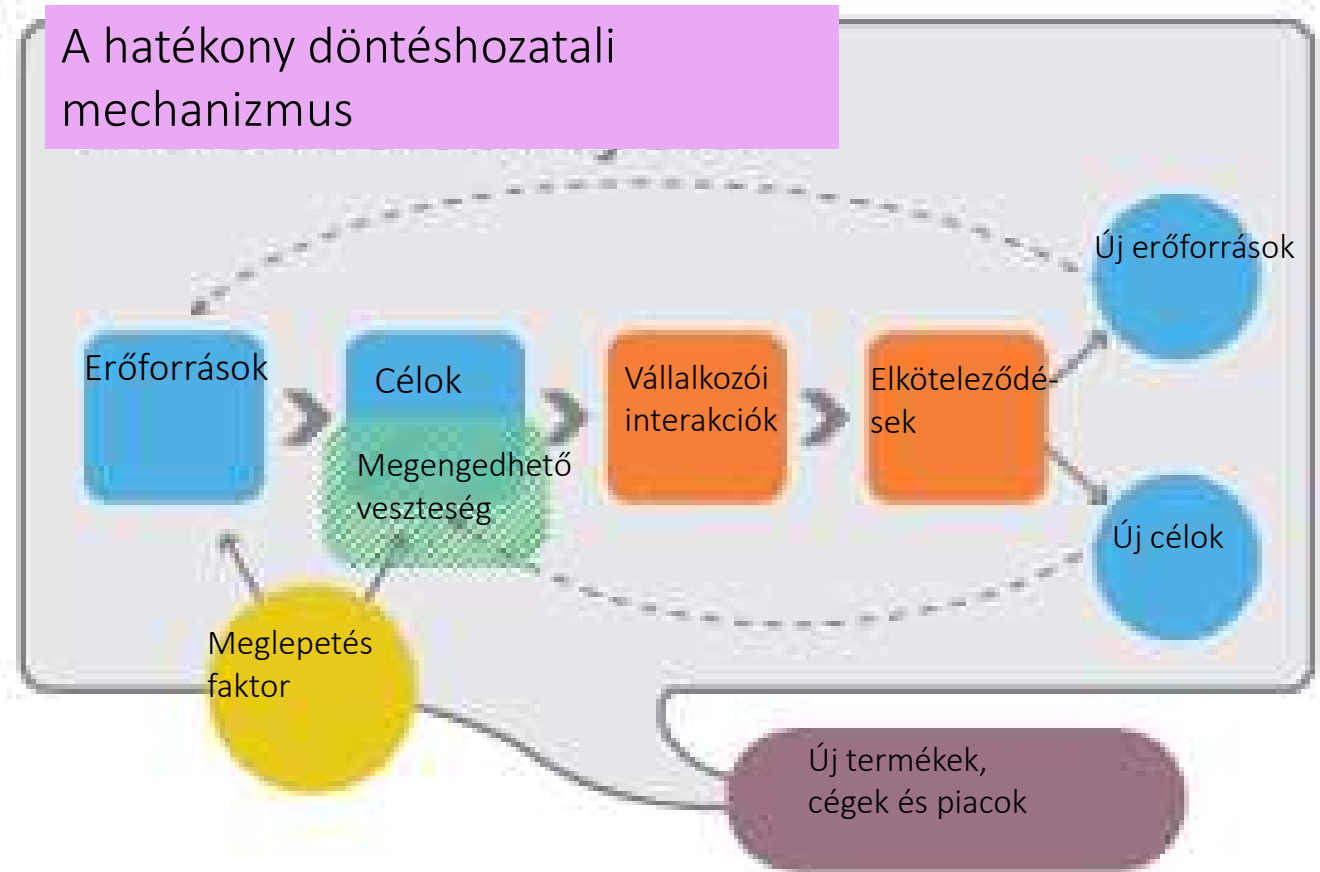 A hatékony döntéshozatali
mechanizmus
Új erőforrások
Erőforrások
Célok
Vállalkozói
interakciók
Elköteleződé-
sek
Megengedhető
veszteség
Új célok
Meglepetés
faktor
Új termékek,
cégek és piacok